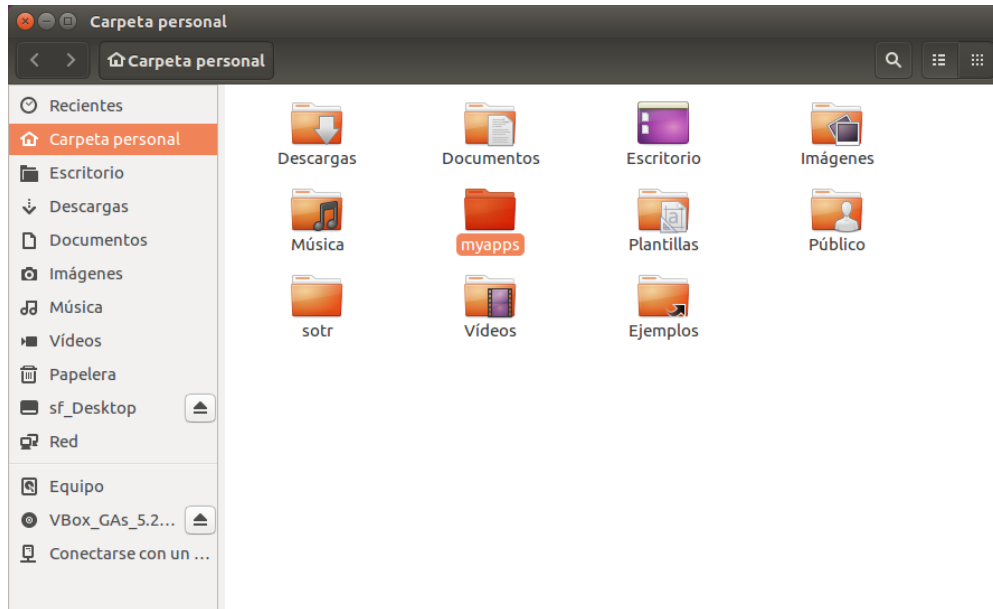 Carpeta personal
Carpeta personal
Recientes
Carpeta personal
Escritorio
Descargas
Documentos
Imágenes
Música
Vídeos
Papelera
sf_Desktop
Red
Equipo
VBox_GAs_5.2...
Conectarse con un ...
Descargas Documentos Escritorio Imágenes
Música myapps Plantillas Público
sotr Vídeos Ejemplos